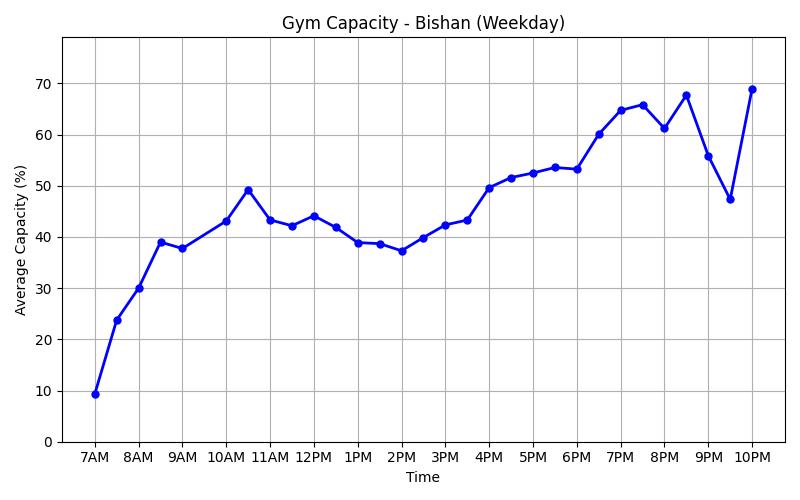 Gym Capacity - Bishan (Weekday)
Average Capacity (%)
70
60
50
40
30
20
10
0
7AM 8AM 9AM 10AM 11AM 12PM 1PM 2PM 3PM 4PM 5PM 6PM 7PM 8PM 9PM 10PM
Time